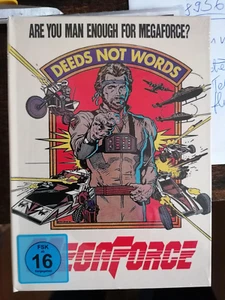 ARE YOU MAN ENOUGH FOR MEGAFORCE?
DEEDS NOT WORDS
FSK
16
EGAFORCE